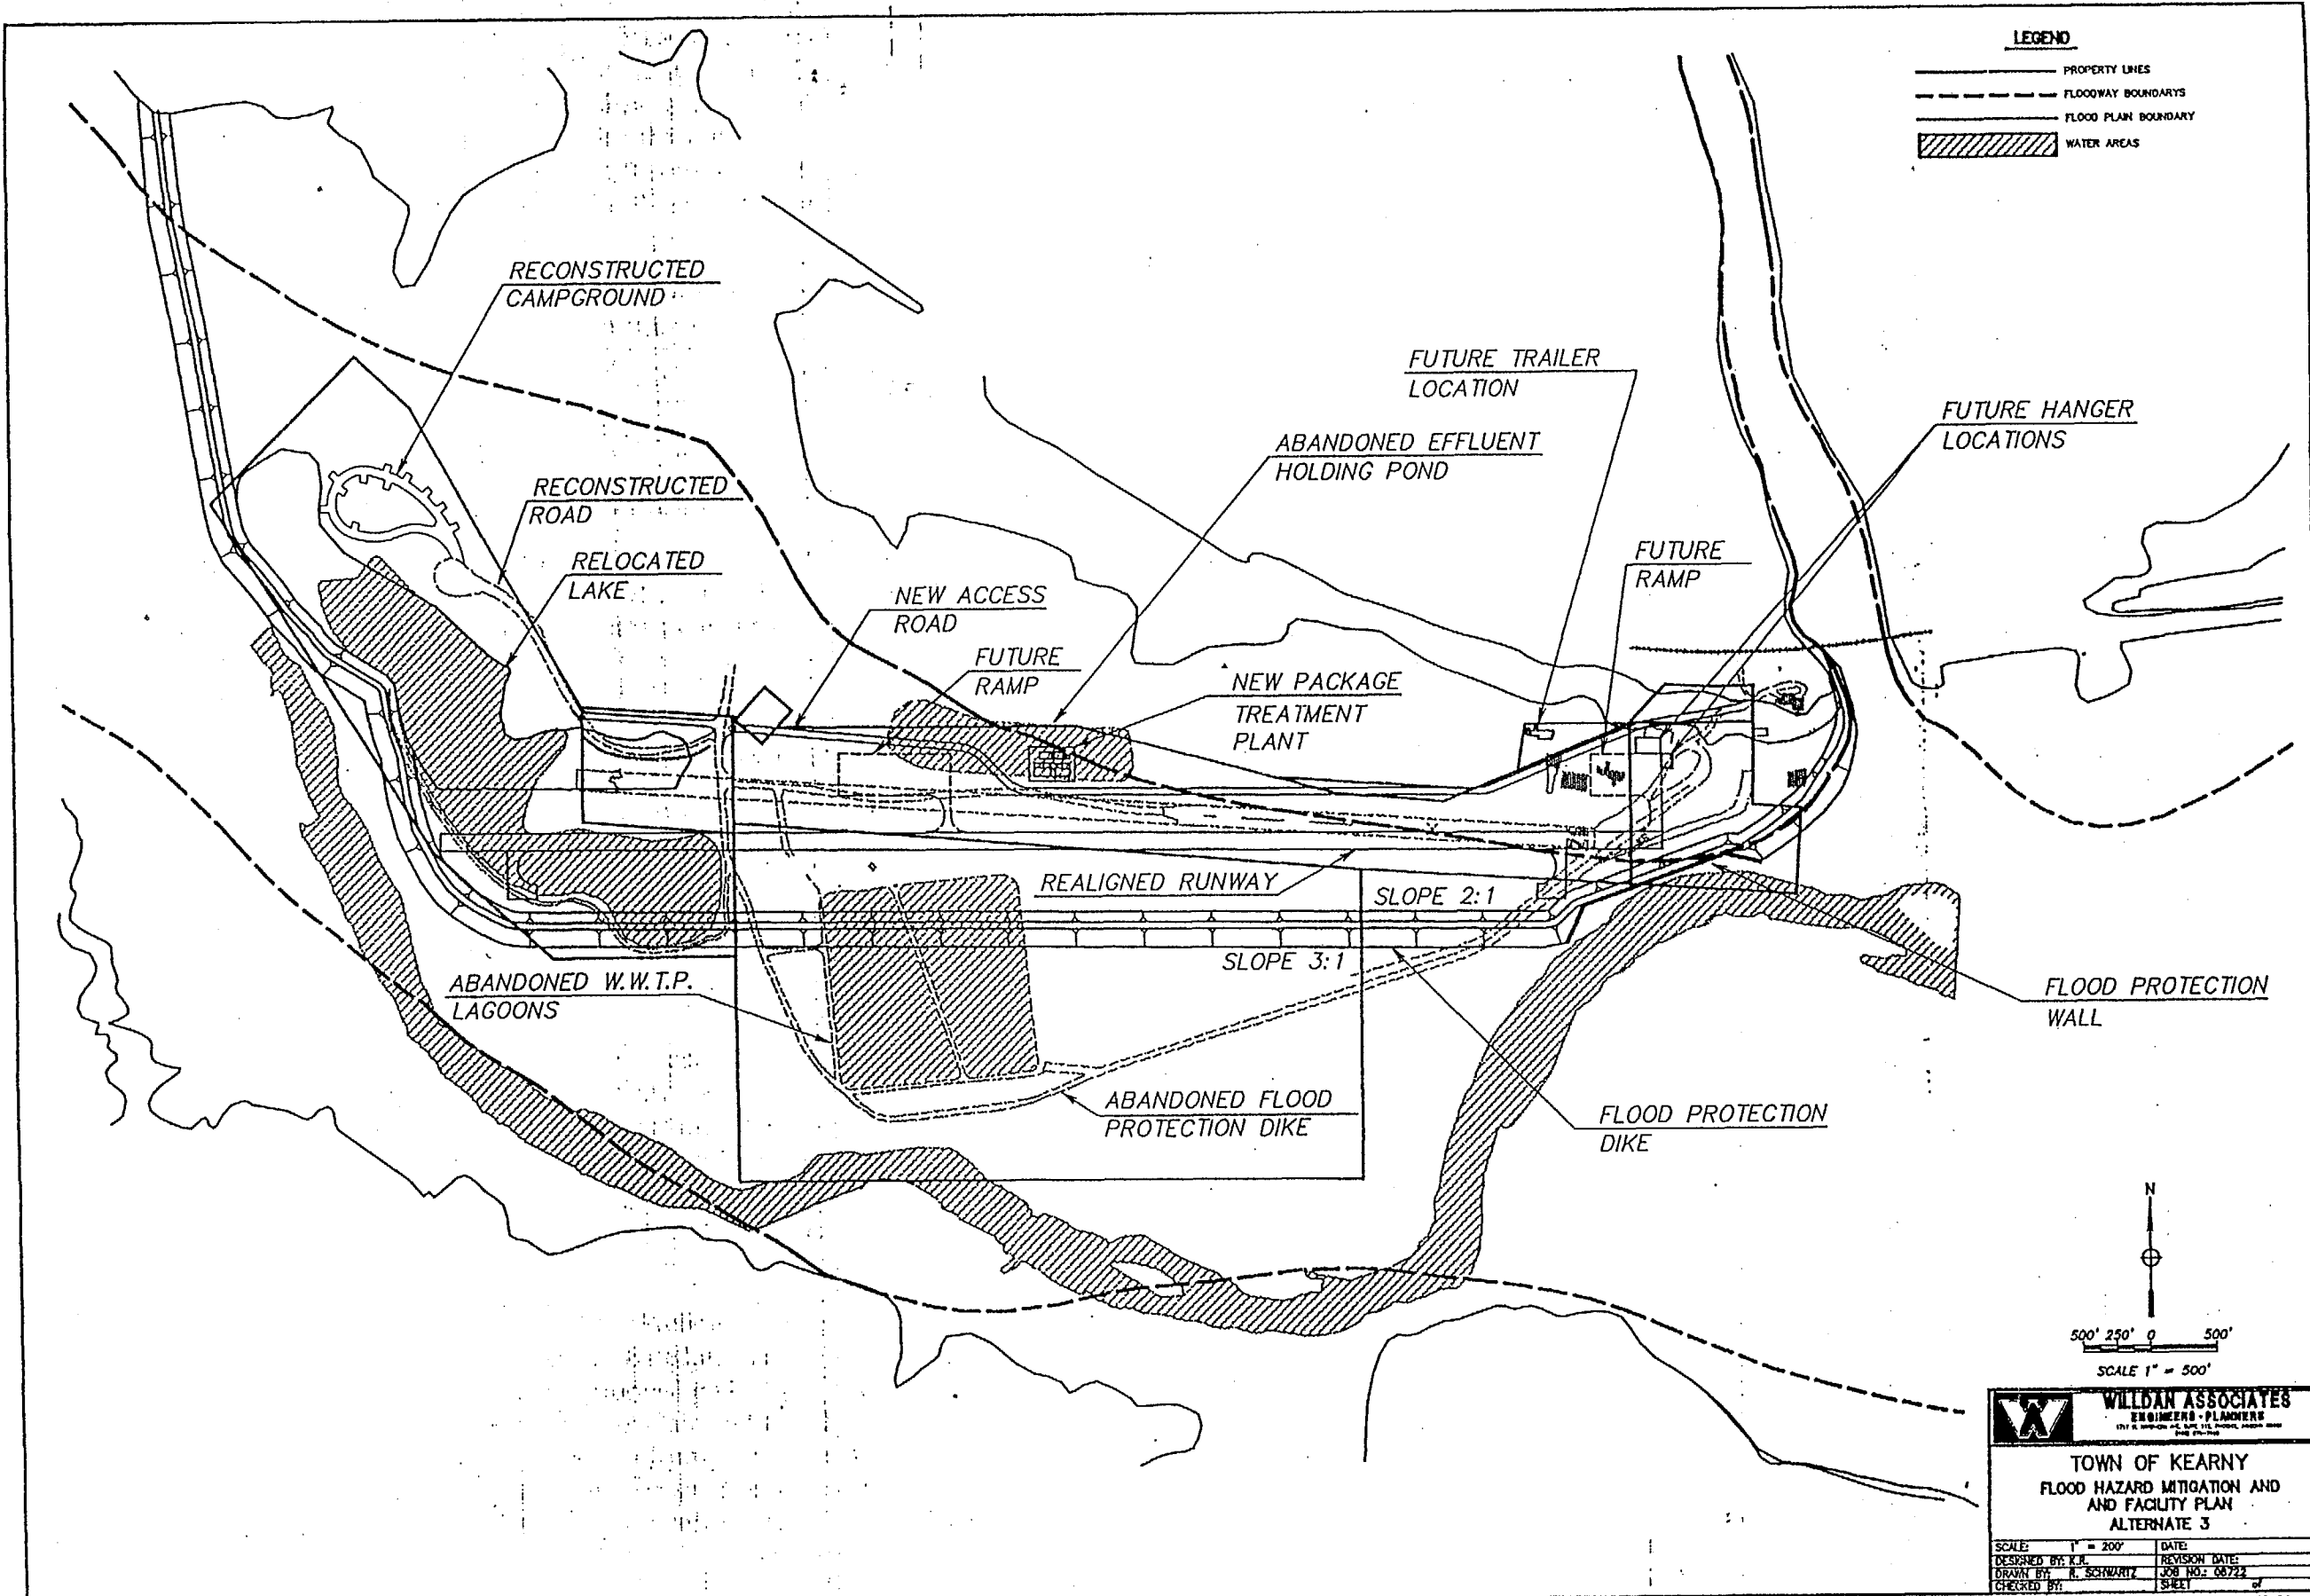 LEGEND
PROPERTY LINES
FLOODWAY BOUNDARYS
FLOOD PLAIN BOUNDARY
WATER AREAS
RECONSTRUCTED
CAMPGROUND
FUTURE TRAILER
LOCATION
FUTURE HANGER
LOCATIONS
ABANDONED EFFLUENT
HOLDING POND
RECONSTRUCTED
ROAD
RELOCATED
LAKE
FUTURE
RAMP
NEW ACCESS
ROAD
FUTURE
RAMP
NEW PACKAGE
TREATMENT
PLANT
REALIGNED RUNWAY
SLOPE 2:1
SLOPE 3:1
ABANDONED W.W.T.P.
LAGOONS
FLOOD PROTECTION
WALL
ABANDONED FLOOD
PROTECTION DIKE
FLOOD PROTECTION
DIKE
N
500' 250' 0 500'
SCALE 1" = 500'
W
WILLDAN ASSOCIATES
ENGINEERS • PLANNERS
TOWN OF KEARNY
FLOOD HAZARD MITIGATION AND
AND FACILITY PLAN
ALTERNATE 3
SCALE: 1" = 200' DATE:
DESIGNED BY: K.R. REVISION DATE:
DRAWN BY: R. SCHWARTZ JOB NO.: 08722
CHECKED BY: SHEET of